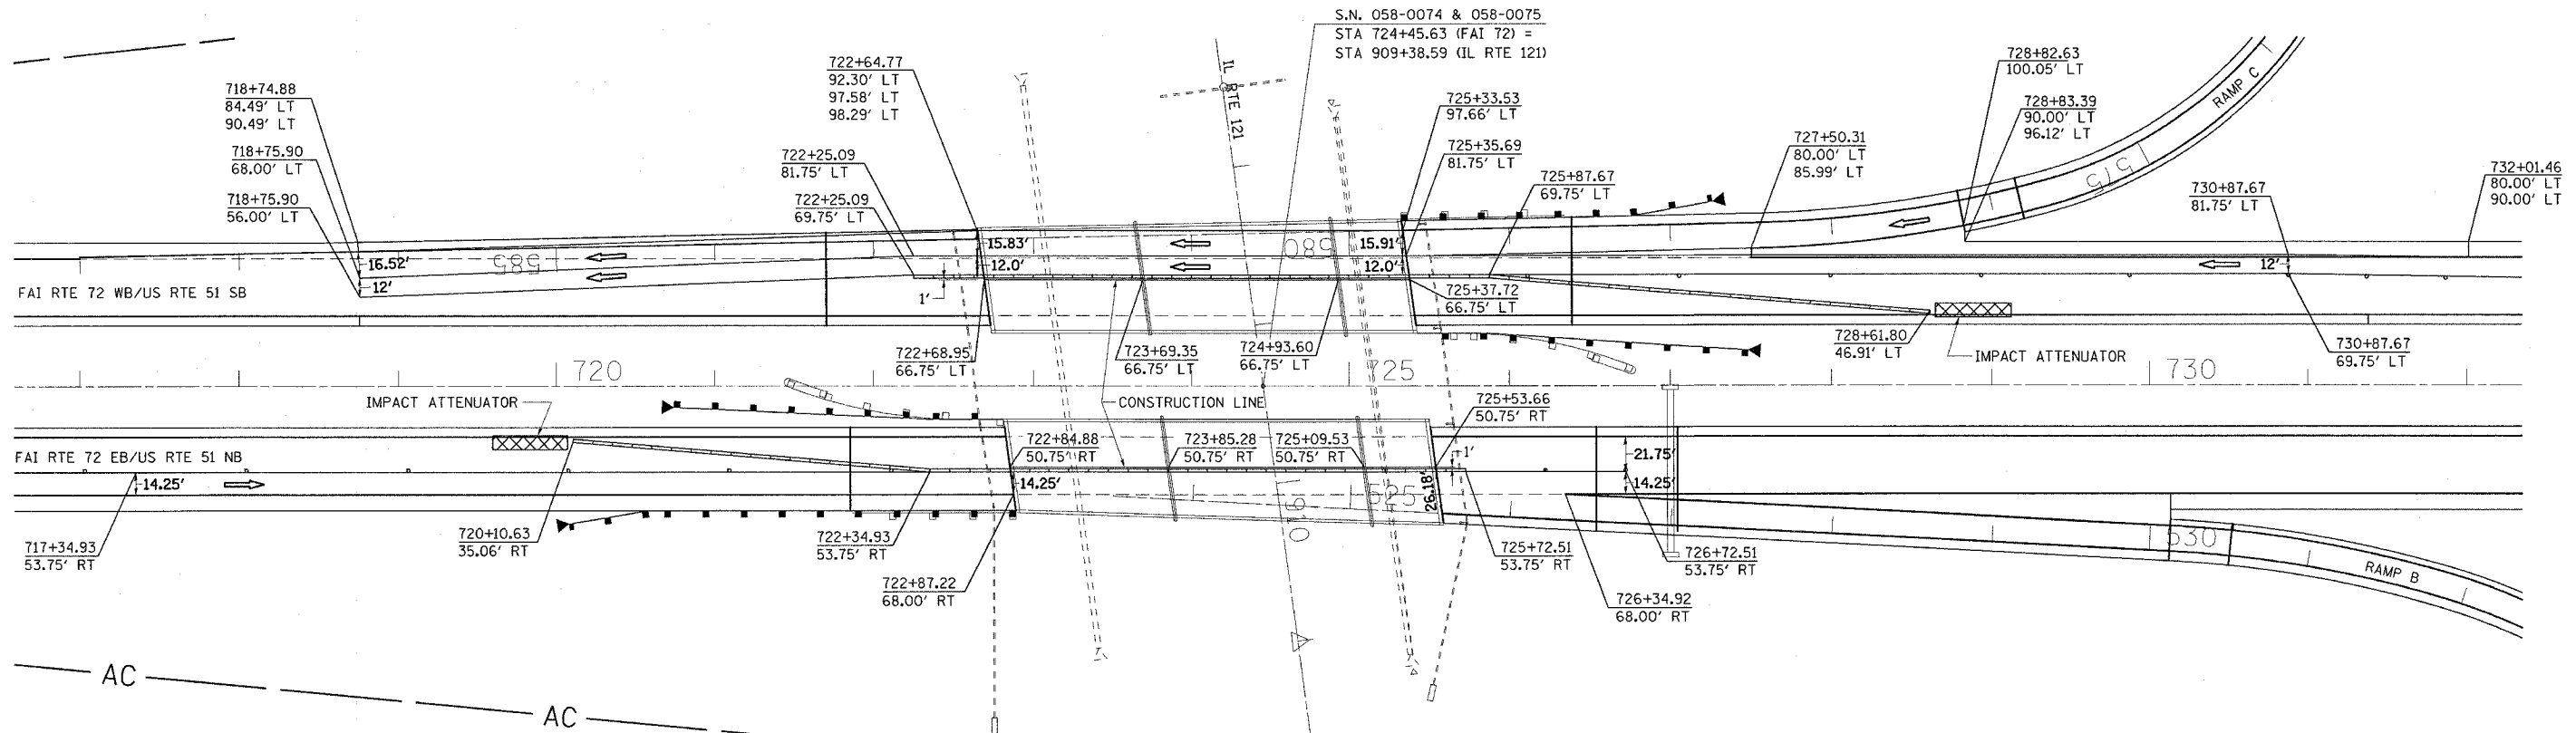 S.N. 058-0074 & 058-0075
STA 724+45.63 (FAI 72) =
STA 909+38.59 (IL RTE 121)
IL RTE 121
718+74.88
84.49' LT
90.49' LT
718+75.90
68.00' LT
718+75.90
56.00' LT
722+64.77
92.30' LT
97.58' LT
98.29' LT
722+25.09
81.75' LT
722+25.09
69.75' LT
725+33.53
97.66' LT
725+35.69
81.75' LT
725+87.67
69.75' LT
727+50.31
80.00' LT
85.99' LT
728+82.63
100.05' LT
728+83.39
90.00' LT
96.12' LT
RAMP C
575
730+87.67
81.75' LT
732+01.46
80.00' LT
90.00' LT
16.52'
12'
585
15.83'
12.0'
1'
080
15.91'
12.0'
12'
FAI RTE 72 WB/US RTE 51 SB
725+37.72
66.75' LT
722+68.95
66.75' LT
723+69.35
66.75' LT
724+93.60
66.75' LT
728+61.80
46.91' LT
IMPACT ATTENUATOR
730+87.67
69.75' LT
720
725
730
IMPACT ATTENUATOR
CONSTRUCTION LINE
725+53.66
50.75' RT
FAI RTE 72 EB/US RTE 51 NB
722+84.88
50.75' RT
723+85.28
50.75' RT
725+09.53
50.75' RT
1'
21.75'
14.25'
14.25'
14.25'
26.18'
525
910
530
RAMP B
717+34.93
53.75' RT
720+10.63
35.06' RT
722+34.93
53.75' RT
722+87.22
68.00' RT
725+72.51
53.75' RT
726+72.51
53.75' RT
726+34.92
68.00' RT
AC
AC